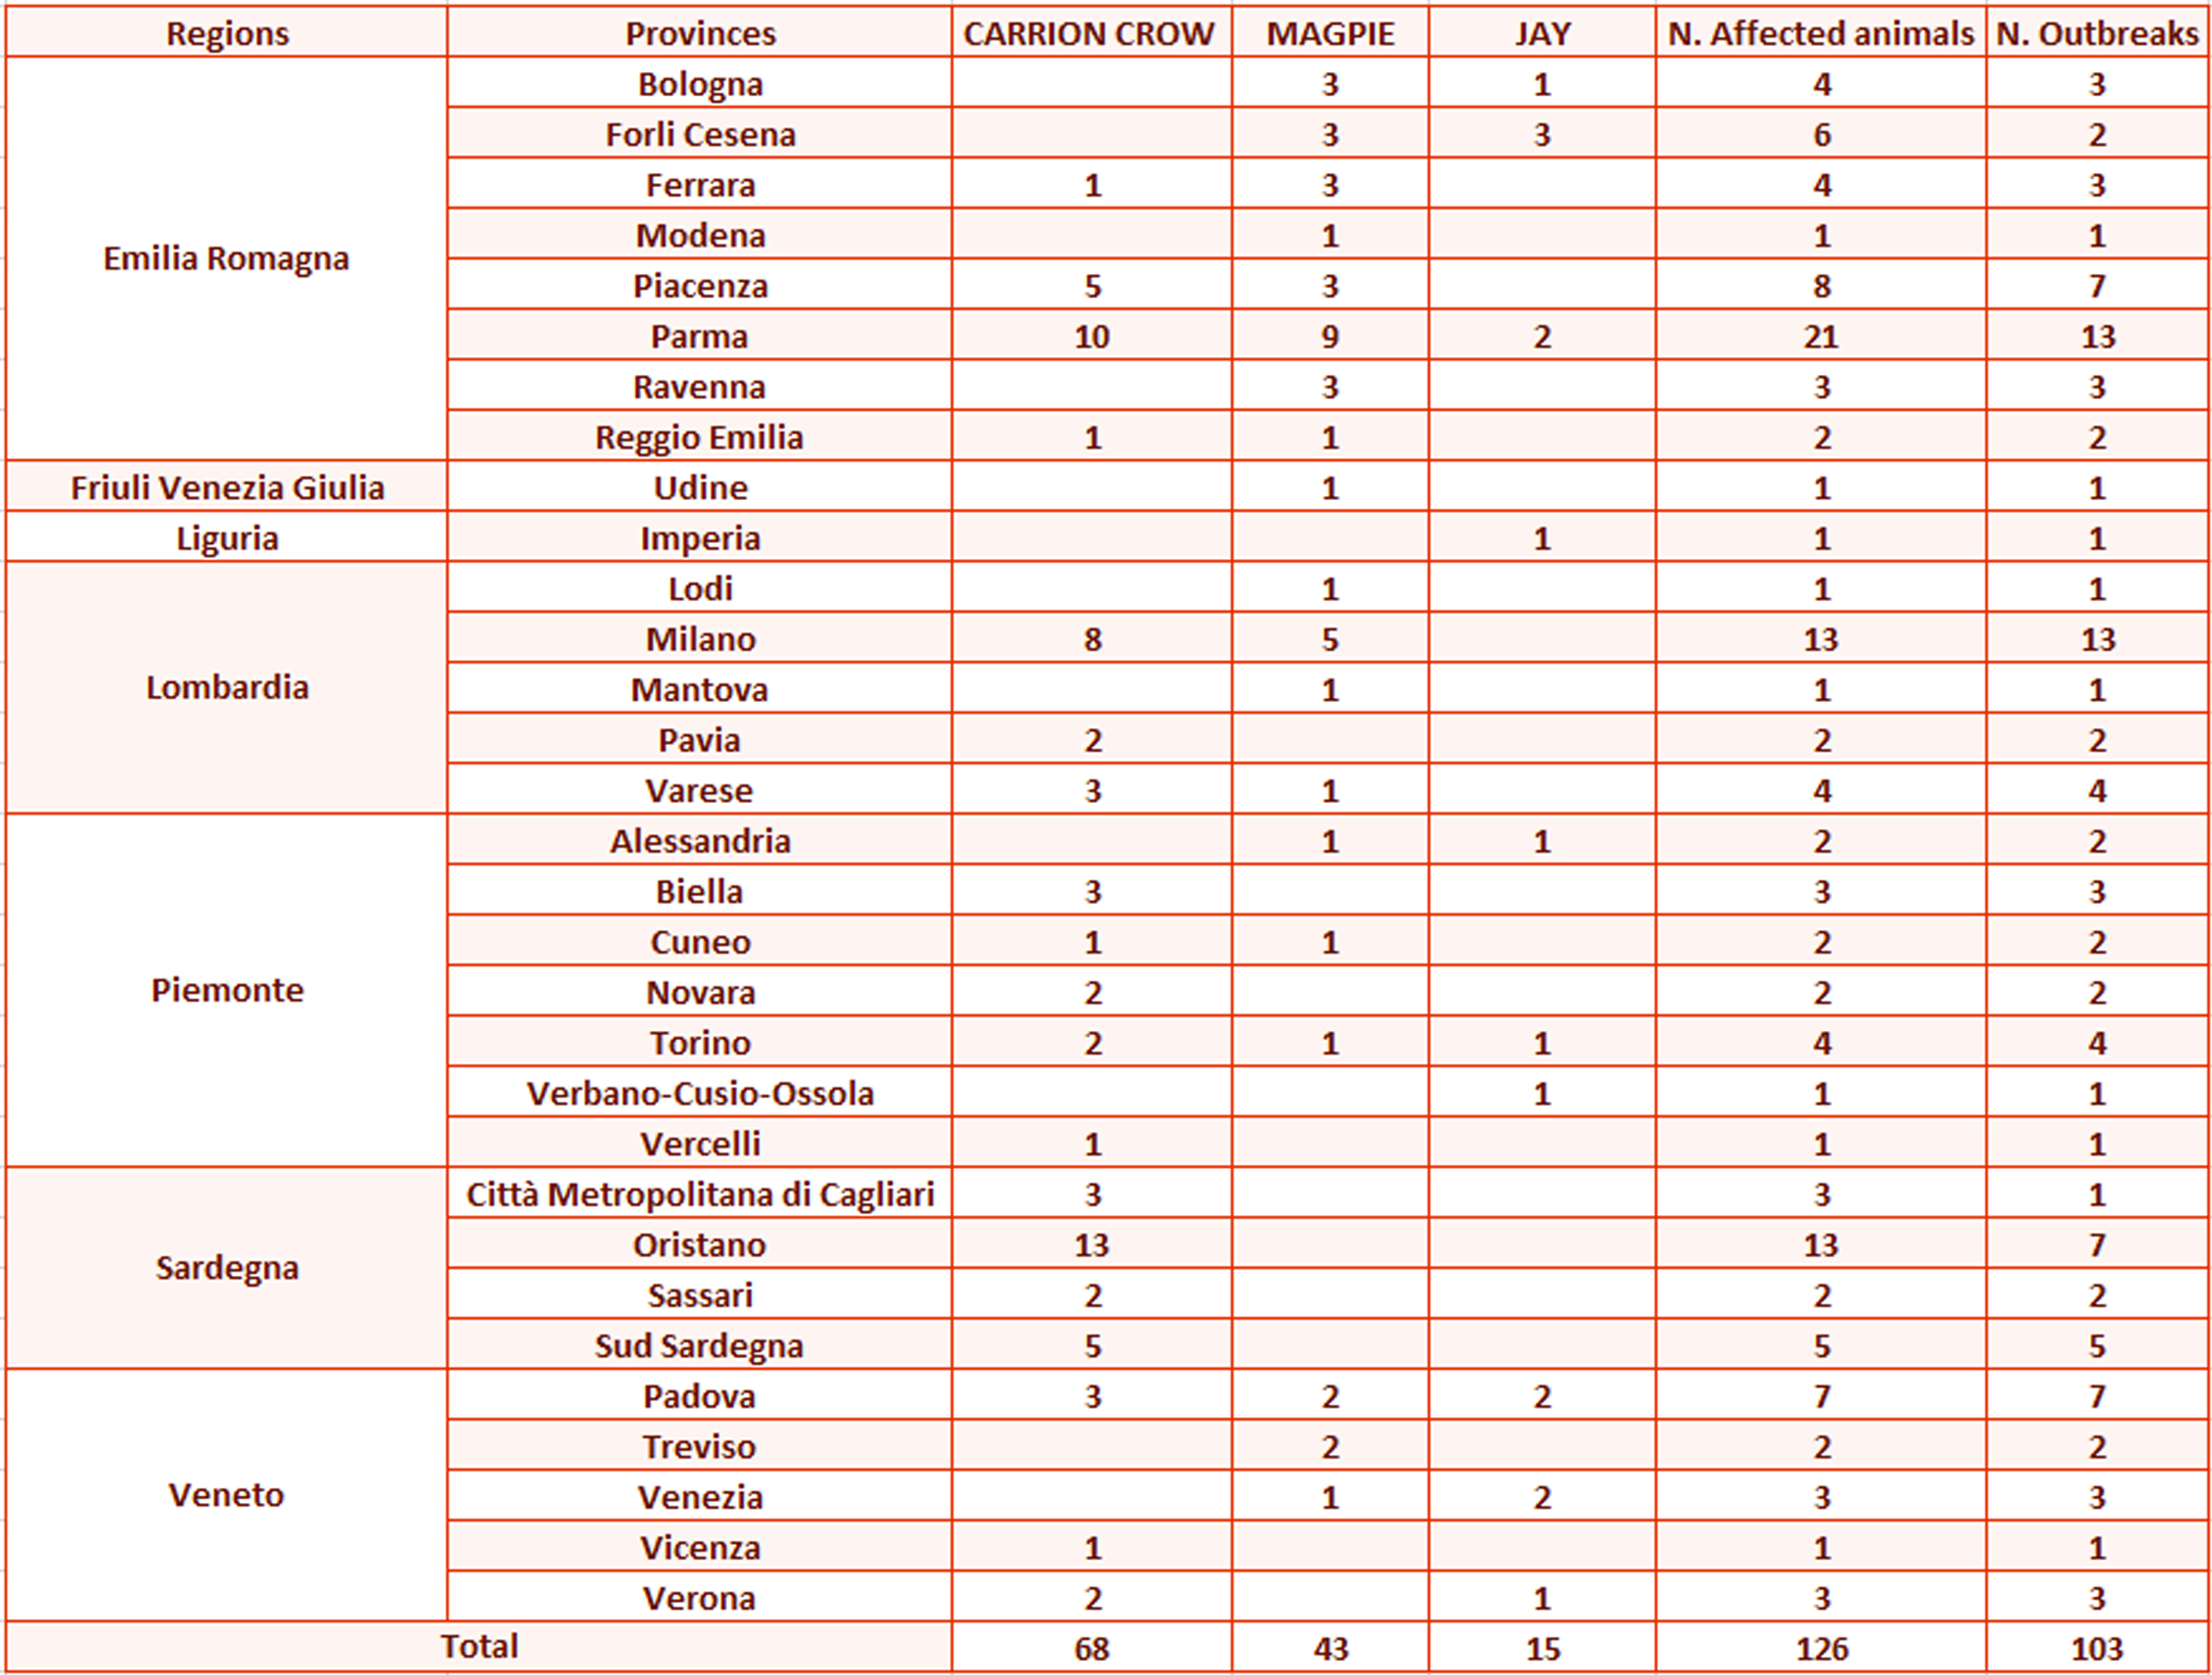 Regions Provinces CARRION CROW MAGPIE JAY N. Affected animals N. Outbreaks
Emilia Romagna
Bologna 3 1 4 3
Forli Cesena 3 3 6 2
Ferrara 1 3 4 3
Modena 1 1 1
Piacenza 5 3 8 7
Parma 10 9 2 21 13
Ravenna 3 3 3
Reggio Emilia 1 1 2 2
Friuli Venezia Giulia Udine 1 1 1
Liguria Imperia 1 1 1
Lombardia
Lodi 1 1 1
Milano 8 5 13 13
Mantova 1 1 1
Pavia 2 2 2
Varese 3 1 4 4
Piemonte
Alessandria 1 1 2 2
Biella 3 3 3
Cuneo 1 1 2 2
Novara 2 2 2
Torino 2 1 1 4 4
Verbano-Cusio-Ossola 1 1 1
Vercelli 1 1 1
Sardegna
Città Metropolitana di Cagliari 3 3 1
Oristano 13 13 7
Sassari 2 2 2
Sud Sardegna 5 5 5
Veneto
Padova 3 2 2 7 7
Treviso 2 2 2
Venezia 1 2 3 3
Vicenza 1 1 1
Verona 2 1 3 3
Total 68 43 15 126 103